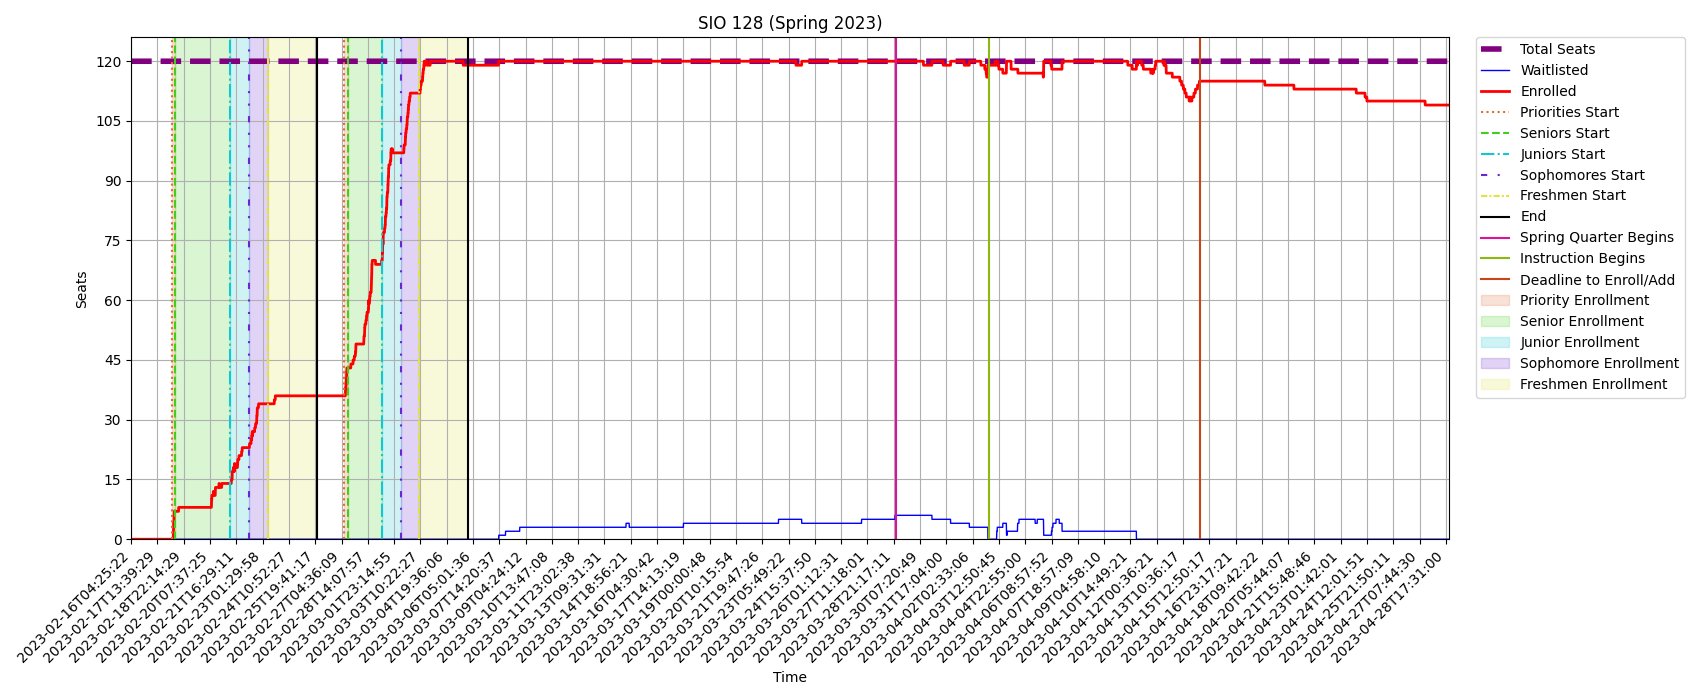 SIO 128 (Spring 2023)
Seats
120
105
90
75
60
45
30
15
0
2023-02-16T04:25:22
2023-02-17T13:39:29
2023-02-18T22:14:29
2023-02-20T07:37:25
2023-02-21T16:29:11
2023-02-23T01:29:58
2023-02-24T10:52:27
2023-02-25T19:41:17
2023-02-27T04:36:09
2023-02-28T14:07:57
2023-03-01T23:14:55
2023-03-03T10:22:27
2023-03-04T19:36:06
2023-03-06T05:01:36
2023-03-07T14:20:37
2023-03-09T04:24:12
2023-03-10T13:47:08
2023-03-11T23:02:38
2023-03-13T09:31:31
2023-03-14T18:56:21
2023-03-16T04:30:42
2023-03-17T14:13:19
2023-03-19T00:00:48
2023-03-20T10:15:54
2023-03-21T19:47:26
2023-03-23T05:49:22
2023-03-24T15:37:50
2023-03-26T01:12:31
2023-03-27T11:18:01
2023-03-28T21:17:11
2023-03-30T07:20:49
2023-03-31T17:04:00
2023-04-02T02:33:06
2023-04-03T12:50:45
2023-04-04T22:55:00
2023-04-06T08:57:52
2023-04-07T18:57:09
2023-04-09T04:58:10
2023-04-10T14:49:21
2023-04-12T00:36:21
2023-04-13T10:36:17
2023-04-15T12:50:17
2023-04-16T23:17:21
2023-04-18T09:42:22
2023-04-20T05:44:07
2023-04-21T15:48:46
2023-04-23T01:42:01
2023-04-24T12:01:51
2023-04-25T21:50:11
2023-04-27T07:44:30
2023-04-28T17:31:00
Time
Total Seats
Waitlisted
Enrolled
Priorities Start
Seniors Start
Juniors Start
Sophomores Start
Freshmen Start
End
Spring Quarter Begins
Instruction Begins
Deadline to Enroll/Add
Priority Enrollment
Senior Enrollment
Junior Enrollment
Sophomore Enrollment
Freshmen Enrollment